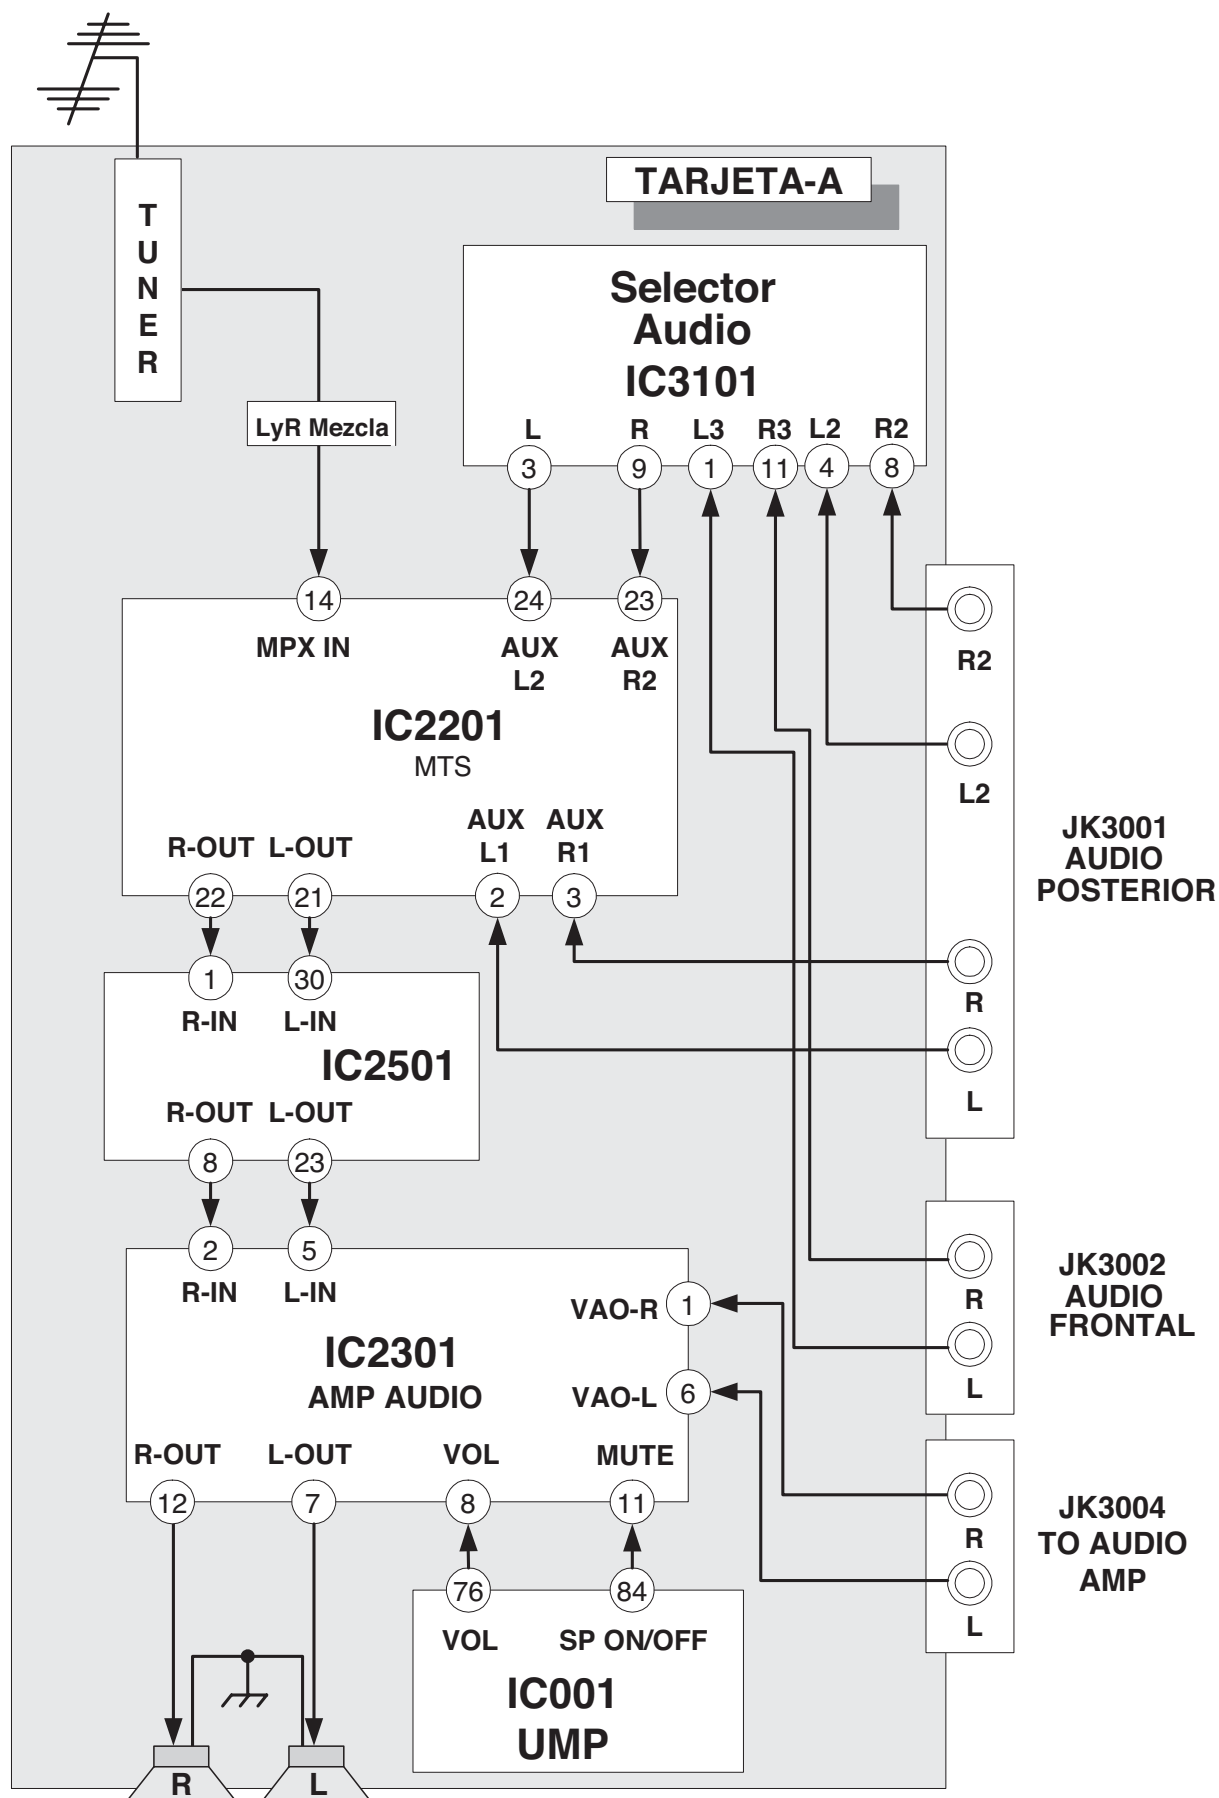 TARJETA-A
T
U
N
E
R
Selector
Audio
IC3101
L R L3 R3 L2 R2
3 9 1 11 4 8
LyR Mezcla
14 24 23
MPX IN AUX L2 AUX R2
IC2201
MTS
R-OUT L-OUT AUX L1 AUX R1
22 21 2 3
R2
L2
R
L
JK3001
AUDIO
POSTERIOR
1 30
R-IN L-IN
IC2501
R-OUT L-OUT
8 23
2 5
R-IN L-IN
VAO-R 1
IC2301
AMP AUDIO
VAO-L 6
R-OUT L-OUT VOL MUTE
12 7 8 11
R
L
JK3002
AUDIO
FRONTAL
R
L
JK3004
TO AUDIO
AMP
76 84
VOL SP ON/OFF
IC001
UMP
R L